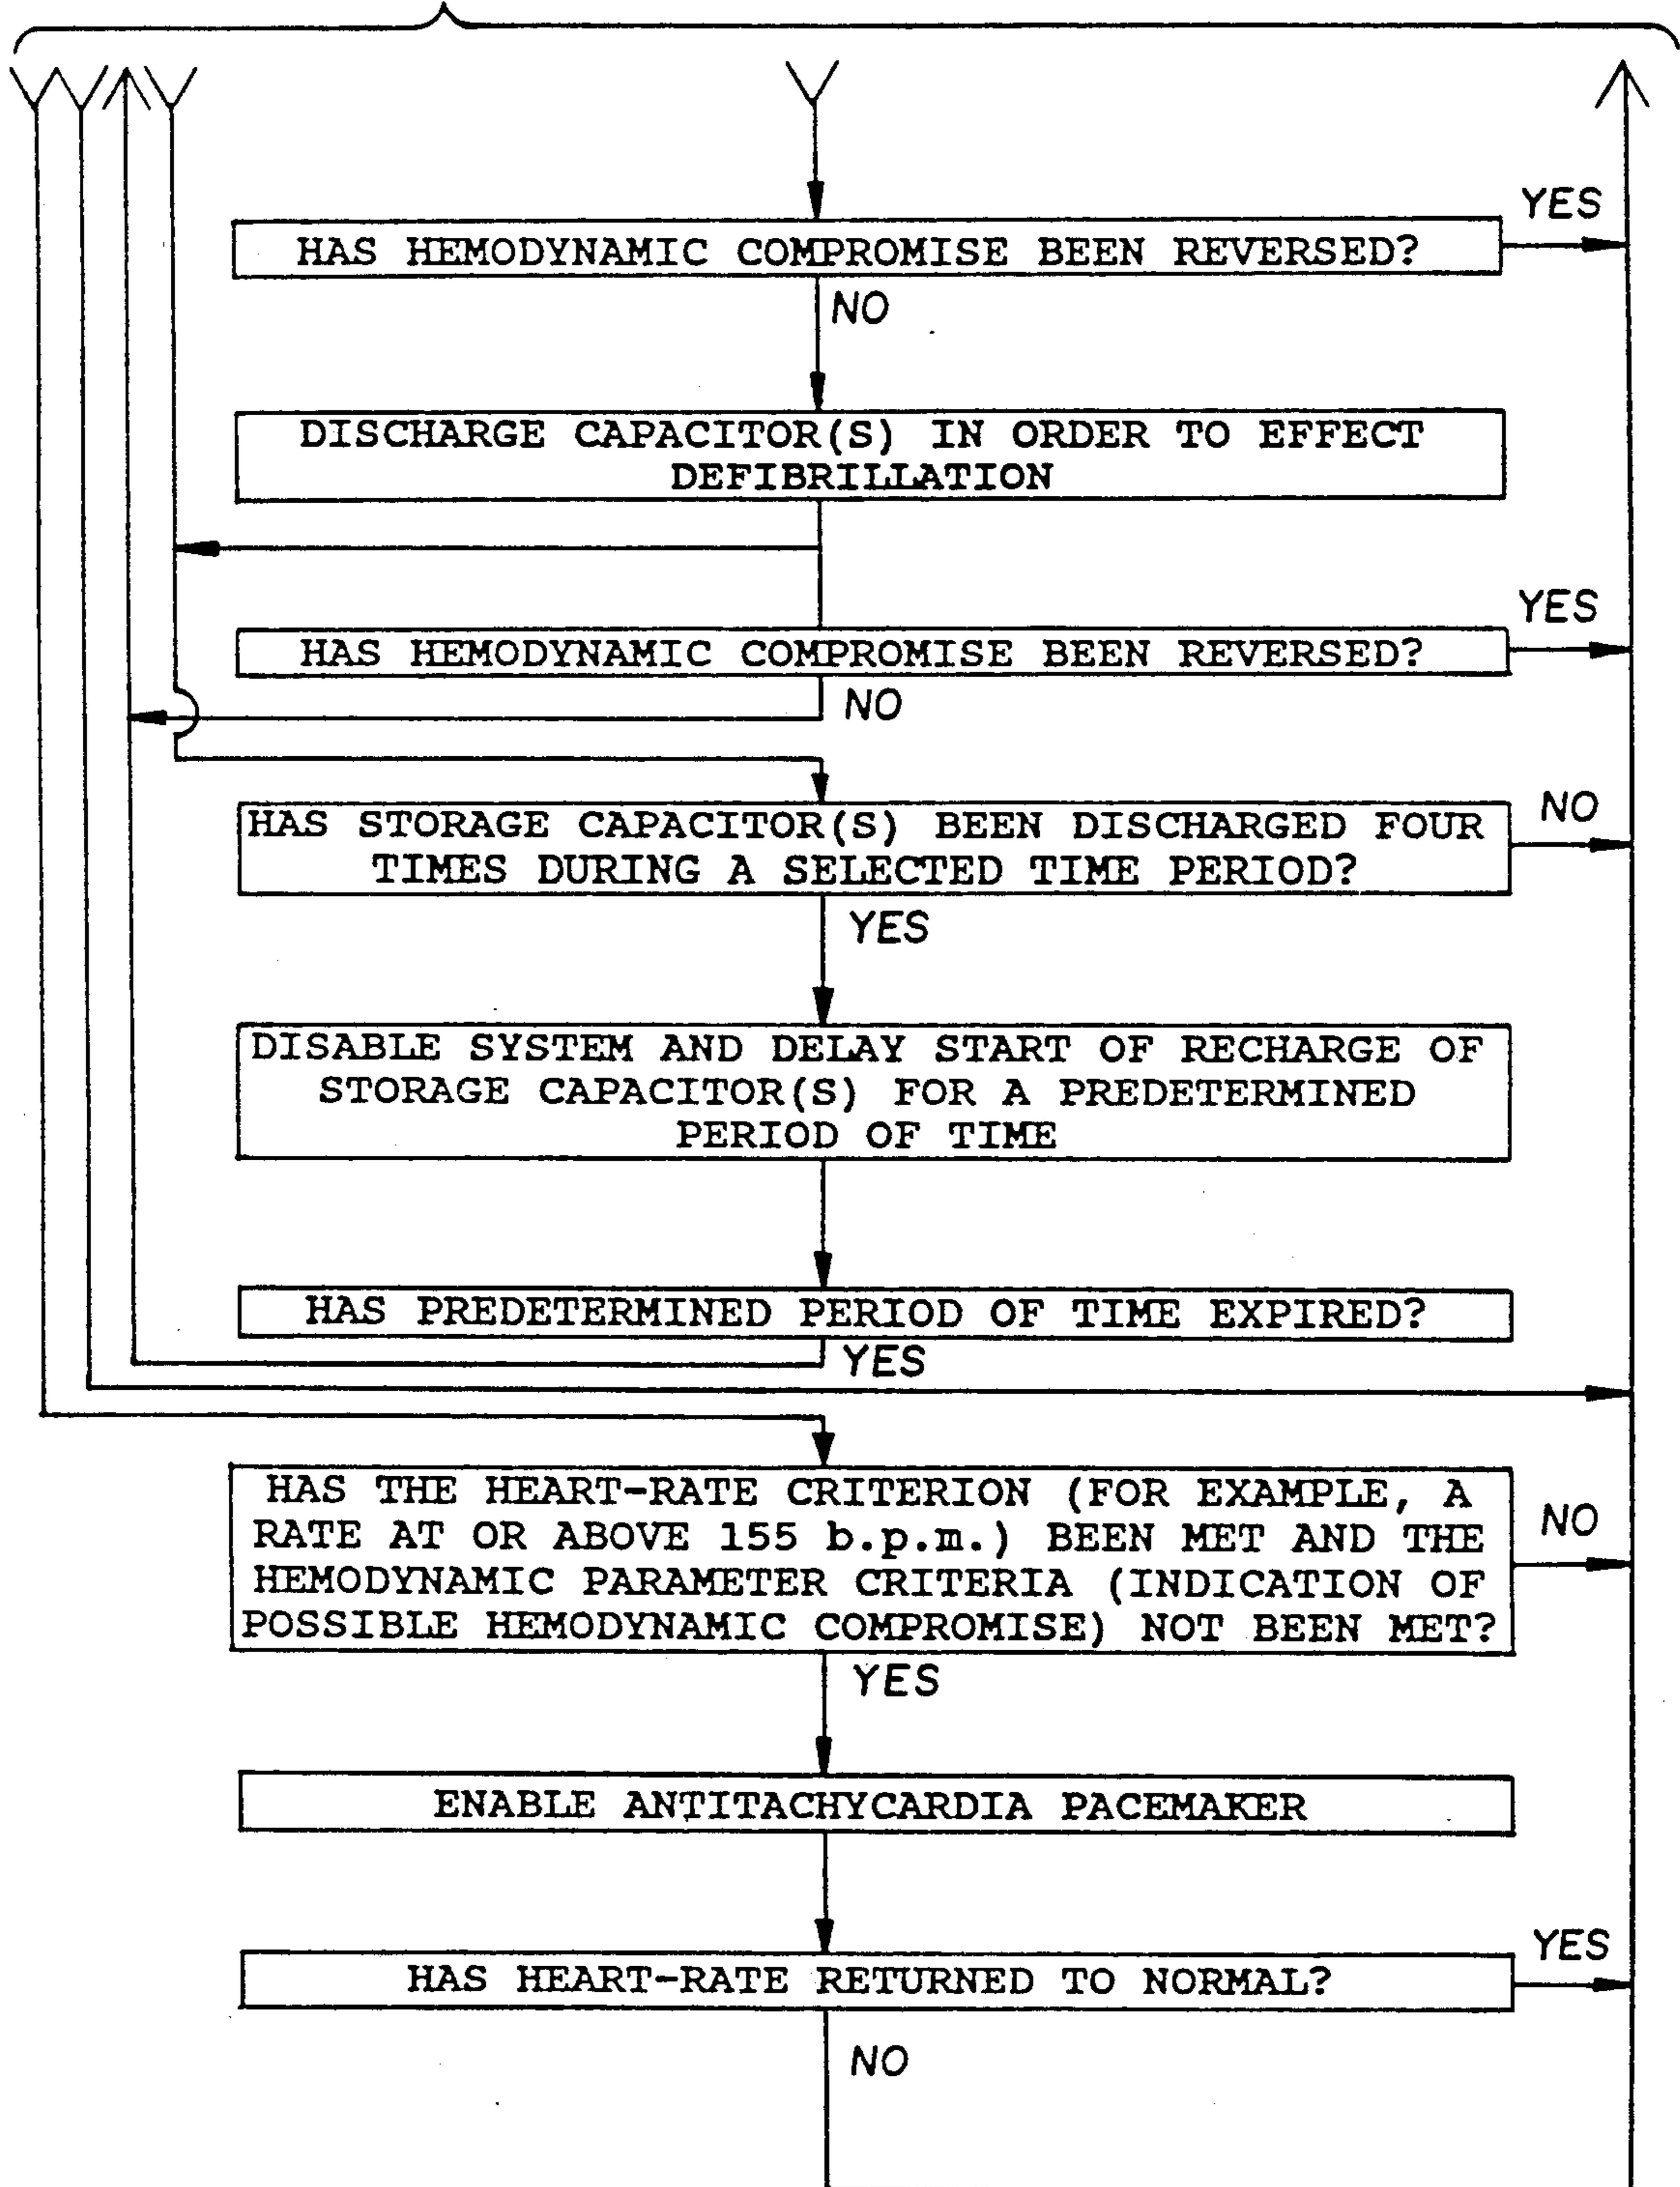 YES
HAS HEMODYNAMIC COMPROMISE BEEN REVERSED?
NO
DISCHARGE CAPACITOR(S) IN ORDER TO EFFECT
DEFIBRILLATION
YES
HAS HEMODYNAMIC COMPROMISE BEEN REVERSED?
NO
HAS STORAGE CAPACITOR(S) BEEN DISCHARGED FOUR
TIMES DURING A SELECTED TIME PERIOD?
NO
YES
DISABLE SYSTEM AND DELAY START OF RECHARGE OF
STORAGE CAPACITOR(S) FOR A PREDETERMINED
PERIOD OF TIME
HAS PREDETERMINED PERIOD OF TIME EXPIRED?
YES
HAS THE HEART-RATE CRITERION (FOR EXAMPLE, A
RATE AT OR ABOVE 155 b.p.m.) BEEN MET AND THE
HEMODYNAMIC PARAMETER CRITERIA (INDICATION OF
POSSIBLE HEMODYNAMIC COMPROMISE) NOT BEEN MET?
NO
YES
ENABLE ANTITACHYCARDIA PACEMAKER
YES
HAS HEART-RATE RETURNED TO NORMAL?
NO